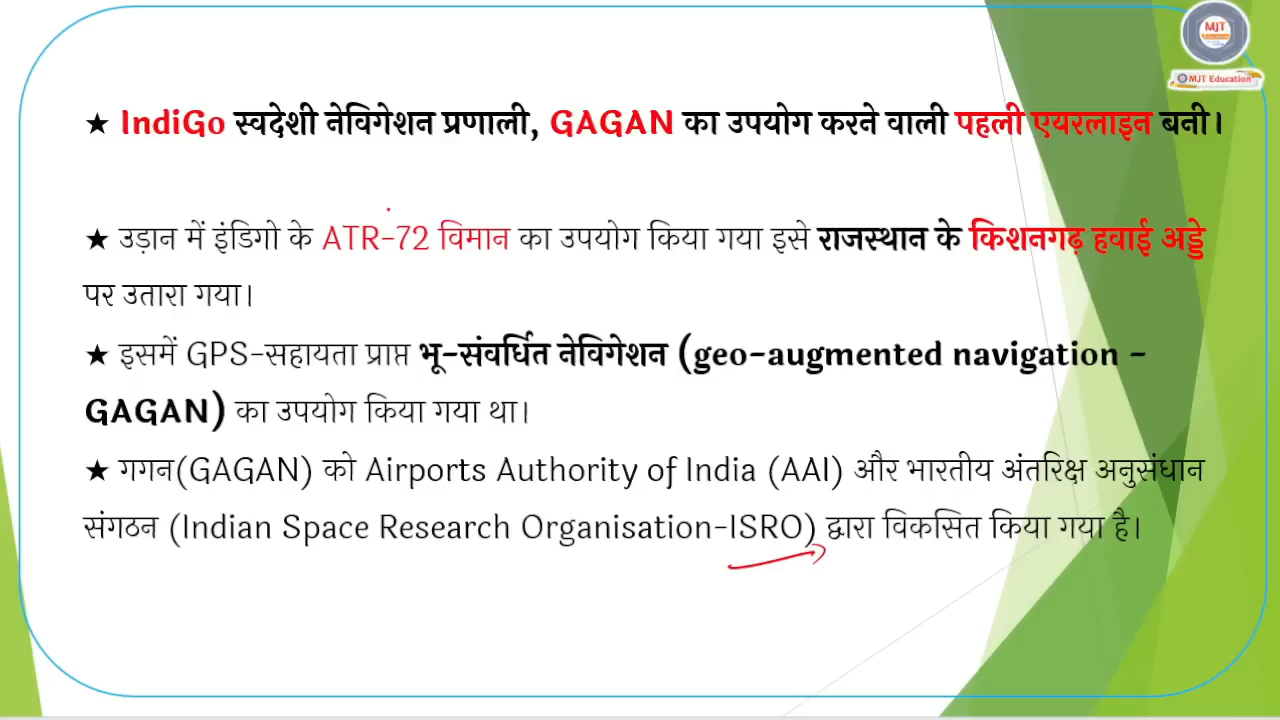 MJT
MJT Education
★ IndiGo स्वदेशी नेविगेशन प्रणाली, GAGAN का उपयोग करने वाली पहली एयरलाइन बनी।
★ उड़ान में इंडिगो के ATR-72 विमान का उपयोग किया गया इसे राजस्थान के किशनगढ़ हवाई अड्डे
पर उतारा गया।
★ इसमें GPS-सहायता प्राप्त भू-संवर्धित नेविगेशन (geo-augmented navigation -
GAGAN) का उपयोग किया गया था।
★ गगन(GAGAN) को Airports Authority of India (AAI) और भारतीय अंतरिक्ष अनुसंधान
संगठन (Indian Space Research Organisation-ISRO) द्वारा विकसित किया गया है।